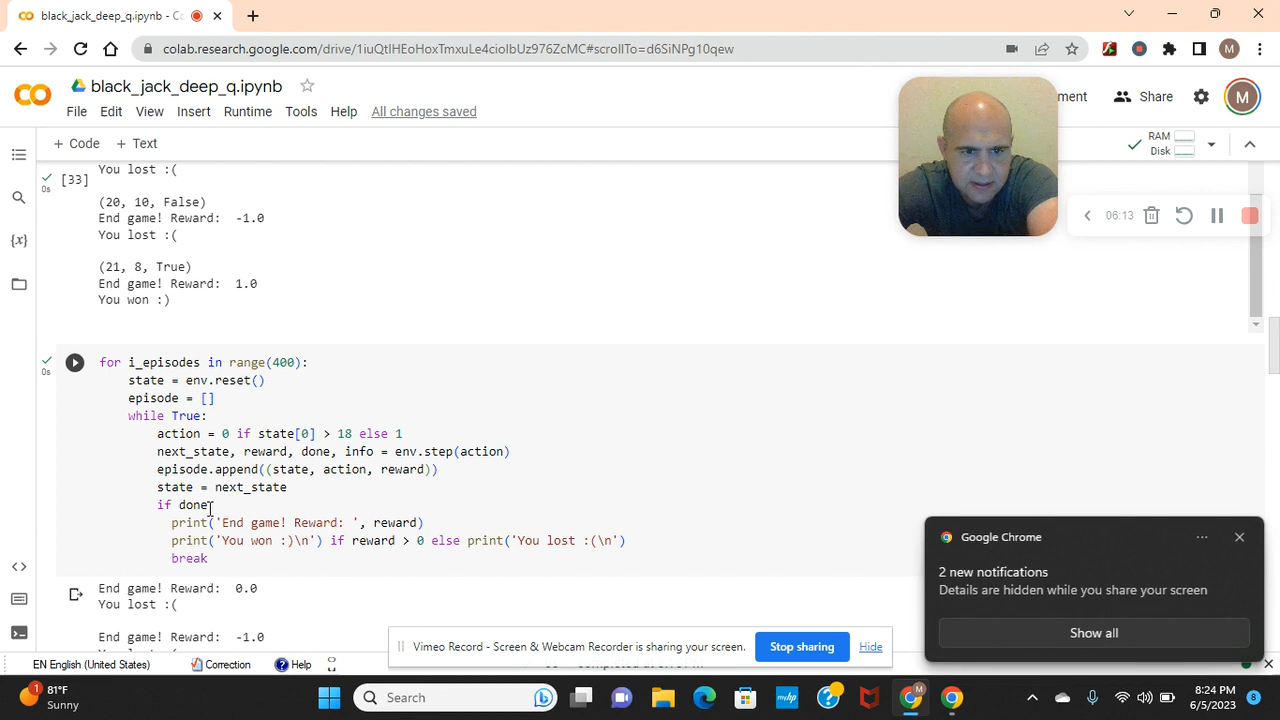 black_jack_deep_q.ipynb - Co
colab.research.google.com/drive/1iuQtIHEoHoxTmxuLe4cioIbUz976ZcMC#scrollTo=d6SiNPg10qew
M
black_jack_deep_q.ipynb
ment
Share
M
File Edit View Insert Runtime Tools Help All changes saved
+ Code + Text
RAM
Disk
You lost :(
[33]
0s
(20, 10, False)
End game! Reward: -1.0
You lost :(
06:13
(21, 8, True)
End game! Reward: 1.0
You won :)
for i_episodes in range(400):
0s
state = env.reset()
episode = []
while True:
action = 0 if state[0] > 18 else 1
next_state, reward, done, info = env.step(action)
episode.append((state, action, reward))
state = next_state
if done
print('End game! Reward: ', reward)
print('You won :)\n') if reward > 0 else print('You lost :(\n')
break
Google Chrome
2 new notifications
Details are hidden while you share your screen
Show all
End game! Reward: 0.0
You lost :(
End game! Reward: -1.0
Vimeo Record - Screen & Webcam Recorder is sharing your screen.
Stop sharing
Hide
EN English (United States)
Correction
Help
1
81°F
Sunny
Search
8:24 PM
6/5/2023
8